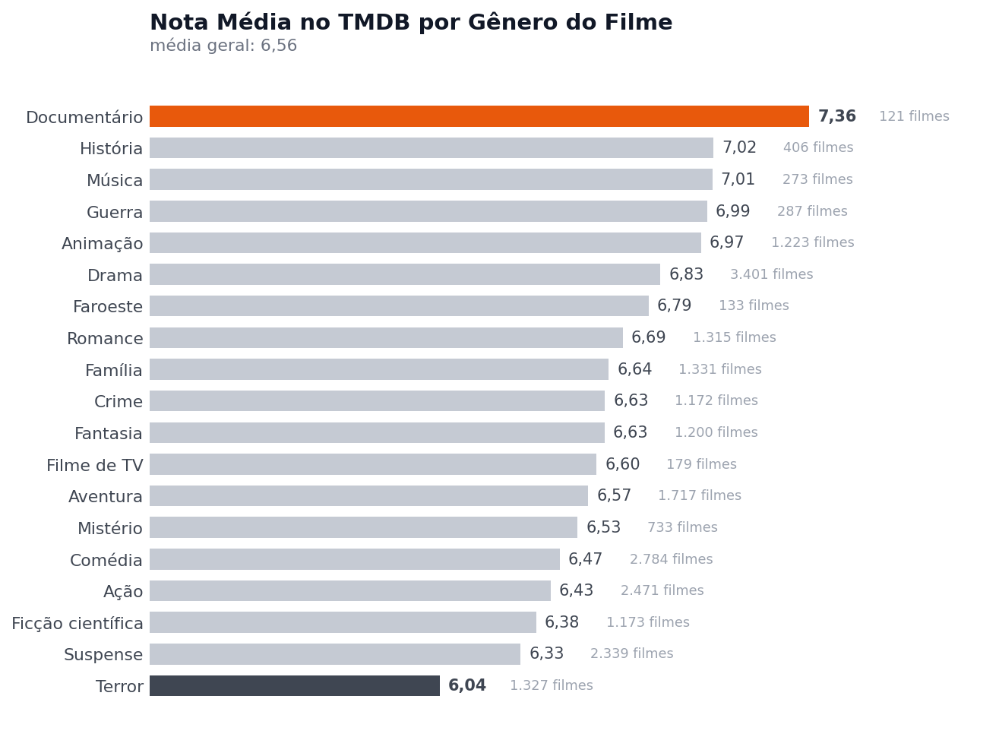 Nota Média no TMDB por Gênero do Filme
média geral: 6,56
Documentário 7,36 121 filmes
História 7,02 406 filmes
Música 7,01 273 filmes
Guerra 6,99 287 filmes
Animação 6,97 1.223 filmes
Drama 6,83 3.401 filmes
Faroeste 6,79 133 filmes
Romance 6,69 1.315 filmes
Família 6,64 1.331 filmes
Crime 6,63 1.172 filmes
Fantasia 6,63 1.200 filmes
Filme de TV 6,60 179 filmes
Aventura 6,57 1.717 filmes
Mistério 6,53 733 filmes
Comédia 6,47 2.784 filmes
Ação 6,43 2.471 filmes
Ficção científica 6,38 1.173 filmes
Suspense 6,33 2.339 filmes
Terror 6,04 1.327 filmes